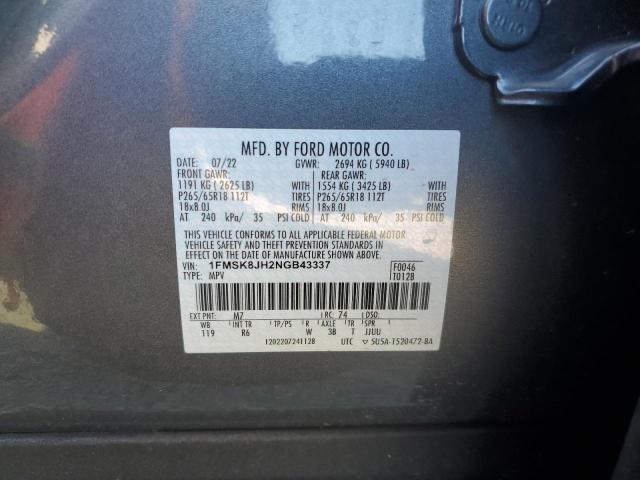 MFD. BY FORD MOTOR CO.
DATE: 07/22 GVWR: 2694 KG ( 5940 LB)
FRONT GAWR: REAR GAWR:
1191 KG ( 2625 LB) WITH 1554 KG ( 3425 LB) WITH
P265/65R18 112T TIRES P265/65R18 112T TIRES
18x8.0J RIMS 18x8.0J RIMS
AT 240 kPa/ 35 PSI COLD AT 240 kPa/ 35 PSI COLD
THIS VEHICLE CONFORMS TO ALL APPLICABLE FEDERAL MOTOR
VEHICLE SAFETY AND THEFT PREVENTION STANDARDS IN
EFFECT ON THE DATE OF MANUFACTURE SHOWN ABOVE.
VIN: 1FMSK8JH2NGB43337 F0046
TYPE: MPV T0128
EXT PNT: M7 RC: 74 DSO:
WB INT TR TP/PS R AXLE TR SPR
119 R6 W 3B T JJUU
1202207241128 UTC 5U5A-1520472-BA